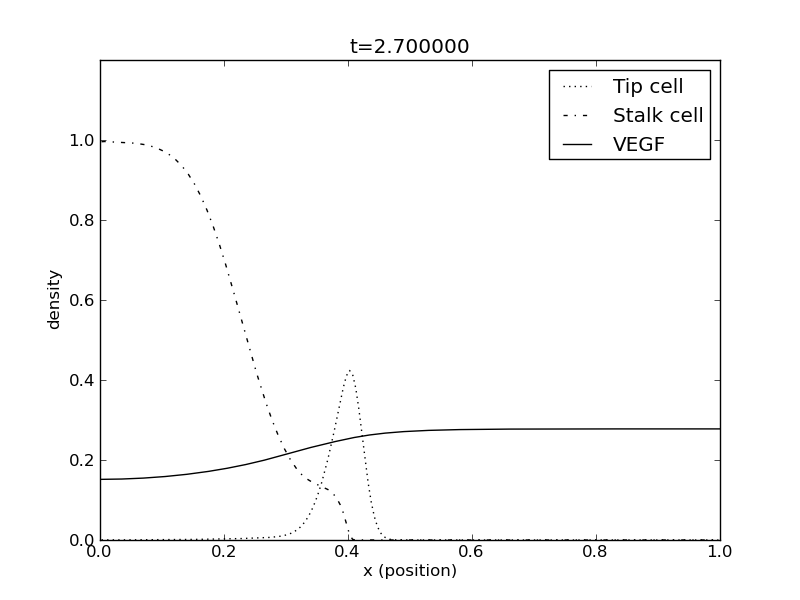 t=2.700000
Tip cell
Stalk cell
VEGF
density
1.0
0.8
0.6
0.4
0.2
0.0
0.0 0.2 0.4 0.6 0.8 1.0
x (position)